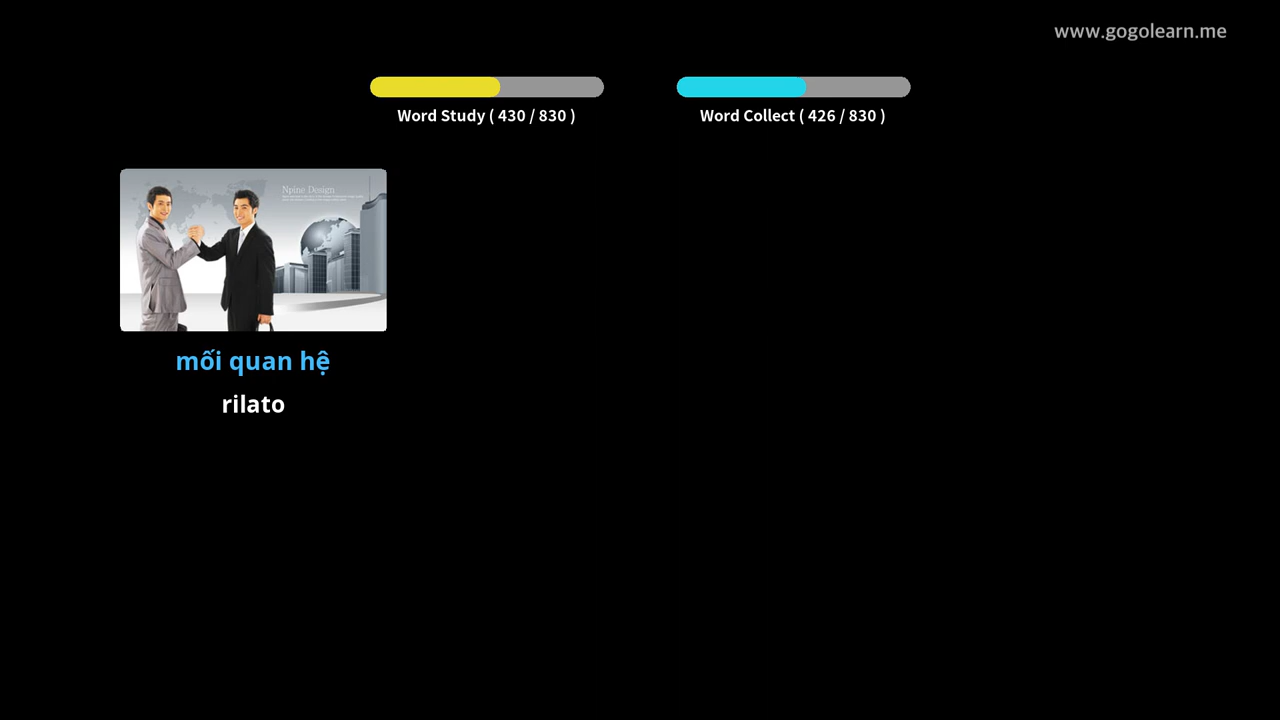 www.gogolearn.me
Word Study ( 430 / 830 )
Word Collect ( 426 / 830 )
Npine Design
mối quan hệ
rilato